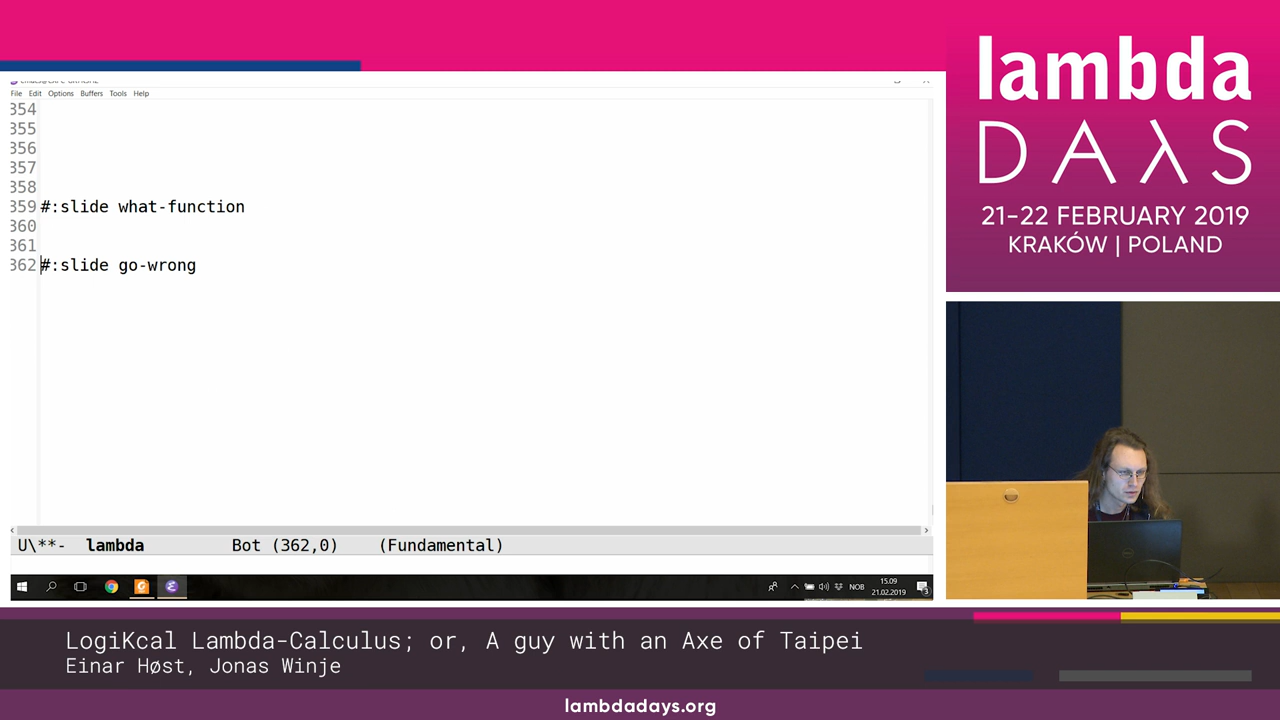 File Edit Options Buffers Tools Help
354
355
356
357
358
359 #:slide what-function
360
361
362 #:slide go-wrong
U\**- lambda Bot (362,0) (Fundamental)
NOB
15.09
21.02.2019
3
lambda
DAλS
21-22 FEBRUARY 2019
KRAKÓW | POLAND
LogiKcal Lambda-Calculus; or, A guy with an Axe of Taipei
Einar Høst, Jonas Winje
lambdadays.org